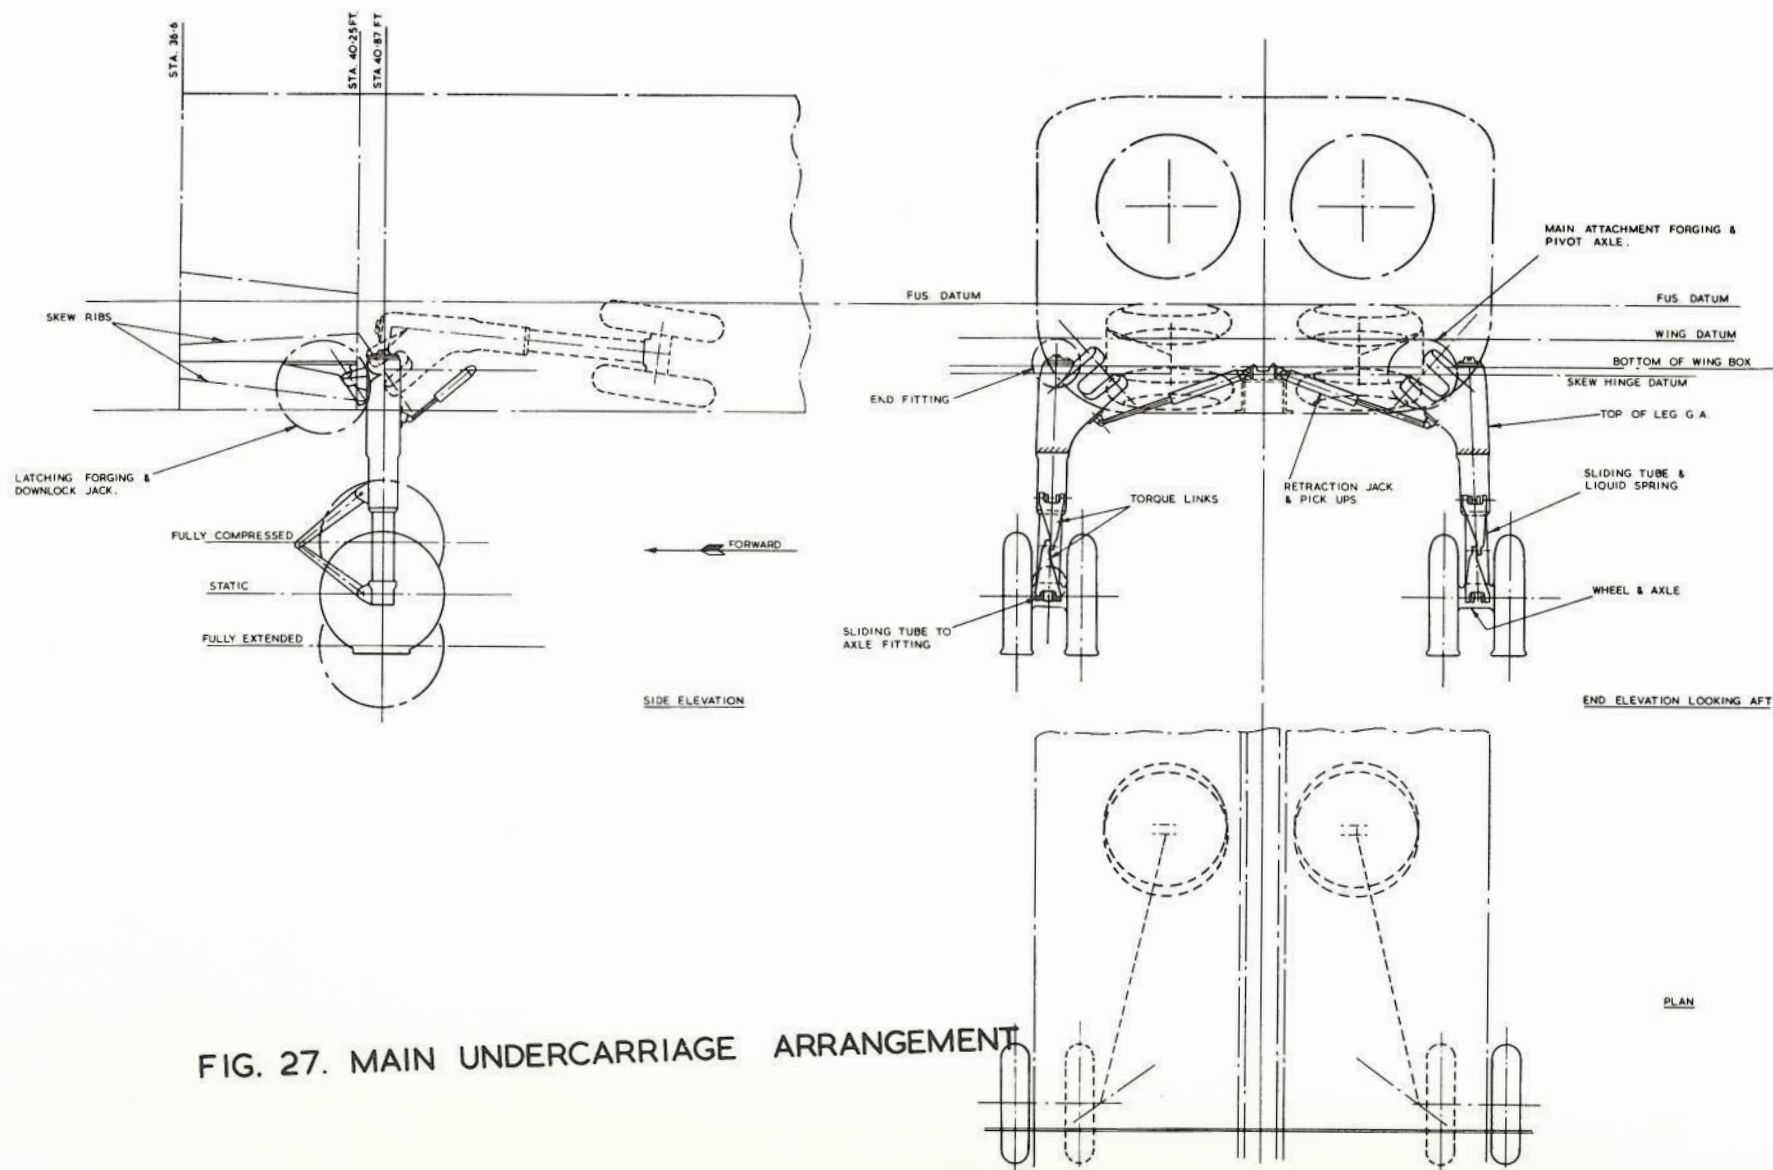 STA. 36·6
STA. 40·25FT.
STA 40·87 FT
SKEW RIBS
LATCHING FORGING &
DOWNLOCK JACK.
FULLY COMPRESSED
STATIC
FULLY EXTENDED
FORWARD
SIDE ELEVATION
MAIN ATTACHMENT FORGING &
PIVOT AXLE.
FUS. DATUM
FUS. DATUM
WING DATUM
BOTTOM OF WING BOX
SKEW HINGE DATUM
END FITTING
TOP OF LEG G.A.
SLIDING TUBE &
LIQUID SPRING
RETRACTION JACK
& PICK UPS
TORQUE LINKS
WHEEL & AXLE
SLIDING TUBE TO
AXLE FITTING
END ELEVATION LOOKING AFT
PLAN
FIG. 27. MAIN UNDERCARRIAGE ARRANGEMENT